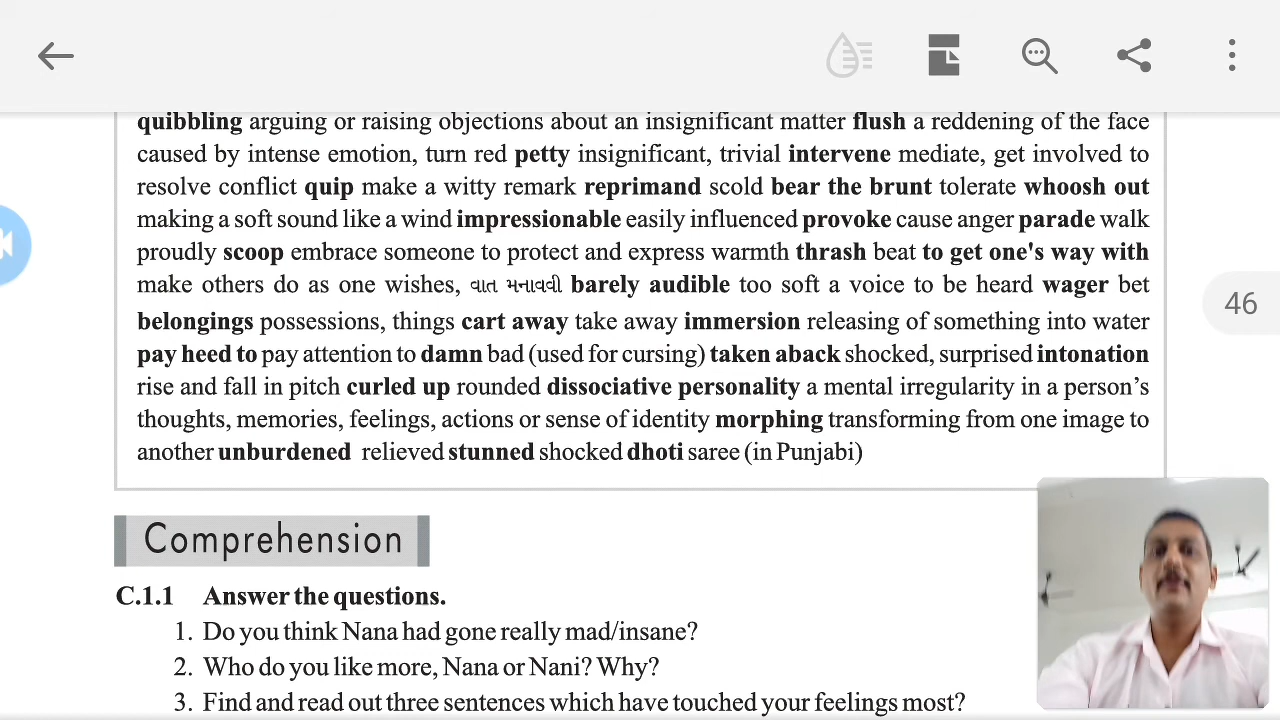 quibbling arguing or raising objections about an insignificant matter flush a reddening of the face
caused by intense emotion, turn red petty insignificant, trivial intervene mediate, get involved to
resolve conflict quip make a witty remark reprimand scold bear the brunt tolerate whoosh out
making a soft sound like a wind impressionable easily influenced provoke cause anger parade walk
proudly scoop embrace someone to protect and express warmth thrash beat to get one's way with
make others do as one wishes, વાત મનાવવી barely audible too soft a voice to be heard wager bet
belongings possessions, things cart away take away immersion releasing of something into water
pay heed to pay attention to damn bad (used for cursing) taken aback shocked, surprised intonation
rise and fall in pitch curled up rounded dissociative personality a mental irregularity in a person’s
thoughts, memories, feelings, actions or sense of identity morphing transforming from one image to
another unburdened relieved stunned shocked dhoti saree (in Punjabi)
46
Comprehension
C.1.1 Answer the questions.
1. Do you think Nana had gone really mad/insane?
2. Who do you like more, Nana or Nani? Why?
3. Find and read out three sentences which have touched your feelings most?